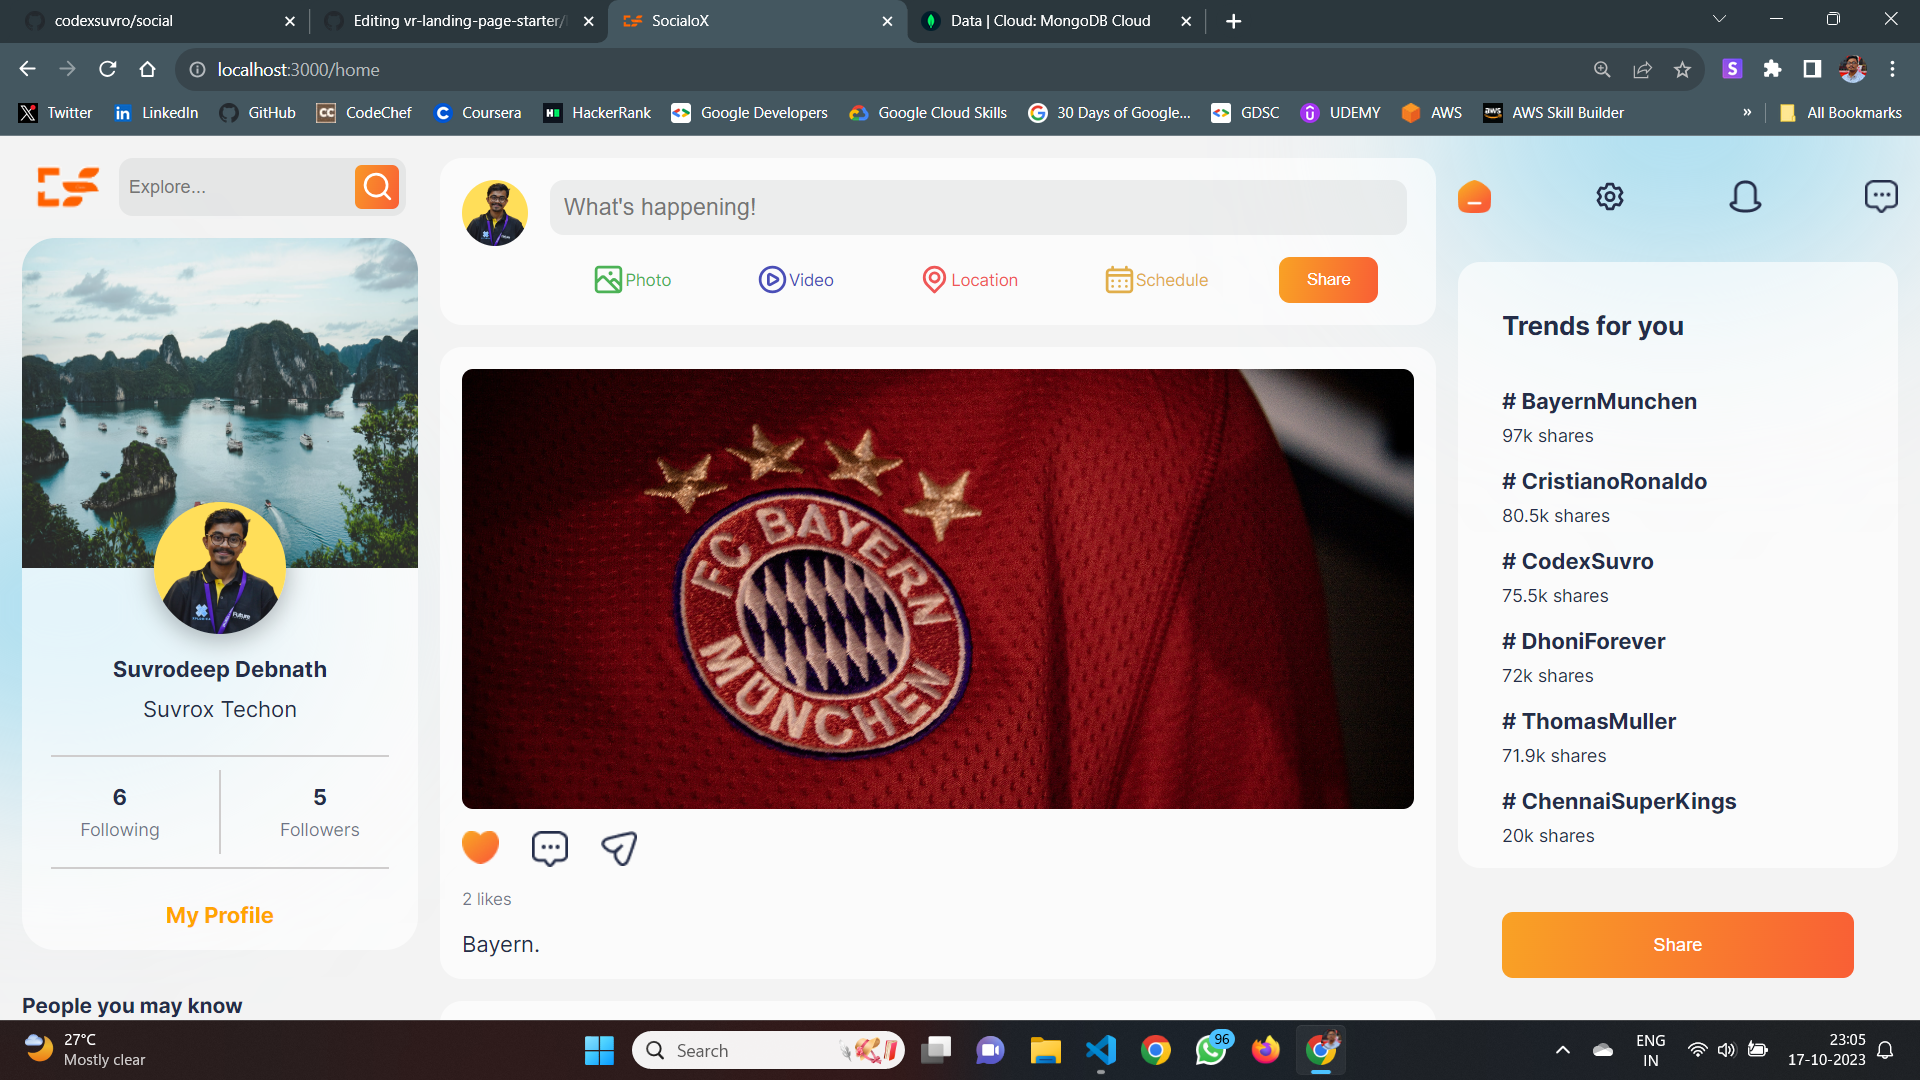 codexsuvro/social
Editing vr-landing-page-starter/
SocialoX
Data | Cloud: MongoDB Cloud
localhost:3000/home
Twitter
LinkedIn
GitHub
CodeChef
Coursera
HackerRank
Google Developers
Google Cloud Skills
30 Days of Google...
GDSC
UDEMY
AWS
AWS Skill Builder
»
All Bookmarks
Explore...
What's happening!
Photo
Video
Location
Schedule
Share
Suvrodeep Debnath
Suvrox Techon
6
Following
5
Followers
My Profile
People you may know
FC BAYERN
MÜNCHEN
2 likes
Bayern.
Trends for you
# BayernMunchen
97k shares
# CristianoRonaldo
80.5k shares
# CodexSuvro
75.5k shares
# DhoniForever
72k shares
# ThomasMuller
71.9k shares
# ChennaiSuperKings
20k shares
Share
27°C
Mostly clear
Search
96
ENG
IN
23:05
17-10-2023